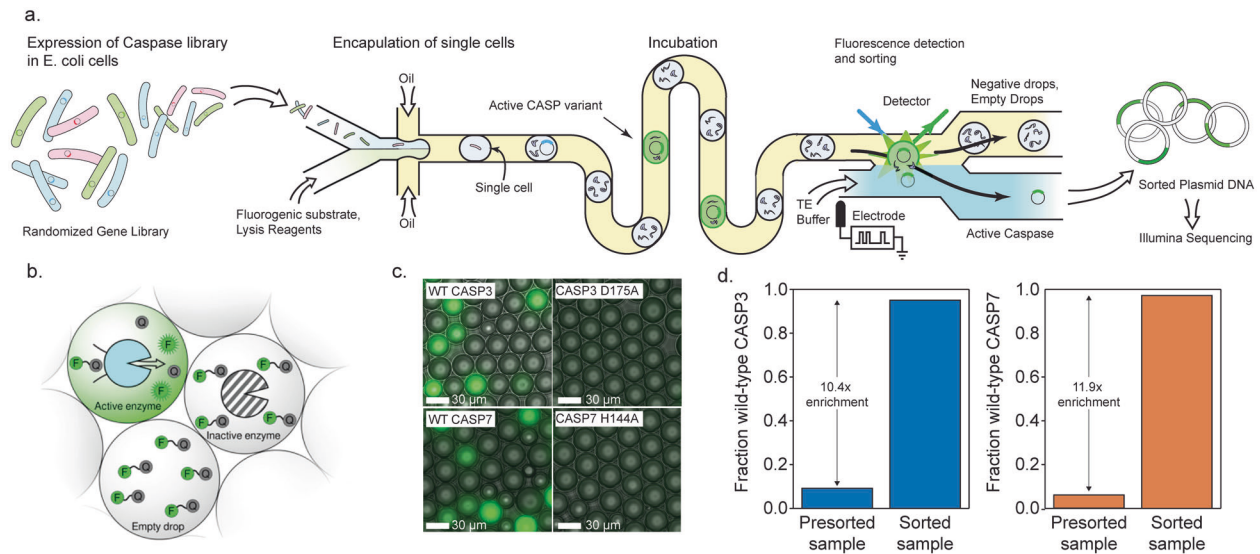 a.
Expression of Caspase library
in E. coli cells
Randomized Gene Library
Encapulation of single cells
Oil
Oil
Fluorogenic substrate,
Lysis Reagents
Single cell
Incubation
Active CASP variant
Fluorescence detection
and sorting
Detector
Negative drops,
Empty Drops
TE
Buffer
Electrode
Active Caspase
Sorted Plasmid DNA
Illumina Sequencing
b.
Q
F Q
F
Q
F
Active enzyme
F Q
F Q
F Q
F Q
Inactive enzyme
F Q
F Q
F Q
F Q
F Q
Empty drop
c.
WT CASP3
30 µm
CASP3 D175A
30 µm
WT CASP7
30 µm
CASP7 H144A
30 µm
d.
Fraction wild-type CASP3
1.0
0.8
0.6
0.4
0.2
0.0
10.4x
enrichment
Presorted
sample
Sorted
sample
Fraction wild-type CASP7
1.0
0.8
0.6
0.4
0.2
0.0
11.9x
enrichment
Presorted
sample
Sorted
sample